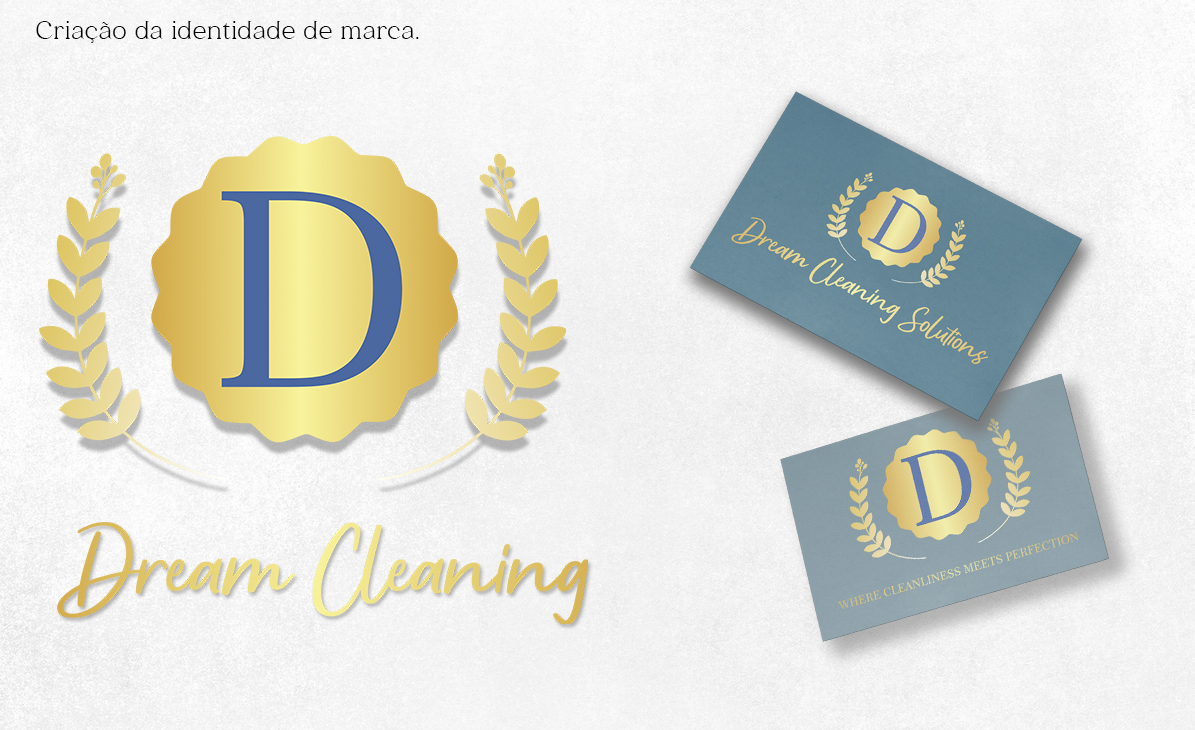 Criação da identidade de marca.
D
Dream Cleaning
D
Dream Cleaning Solutions
D
WHERE CLEANLINESS MEETS PERFECTION